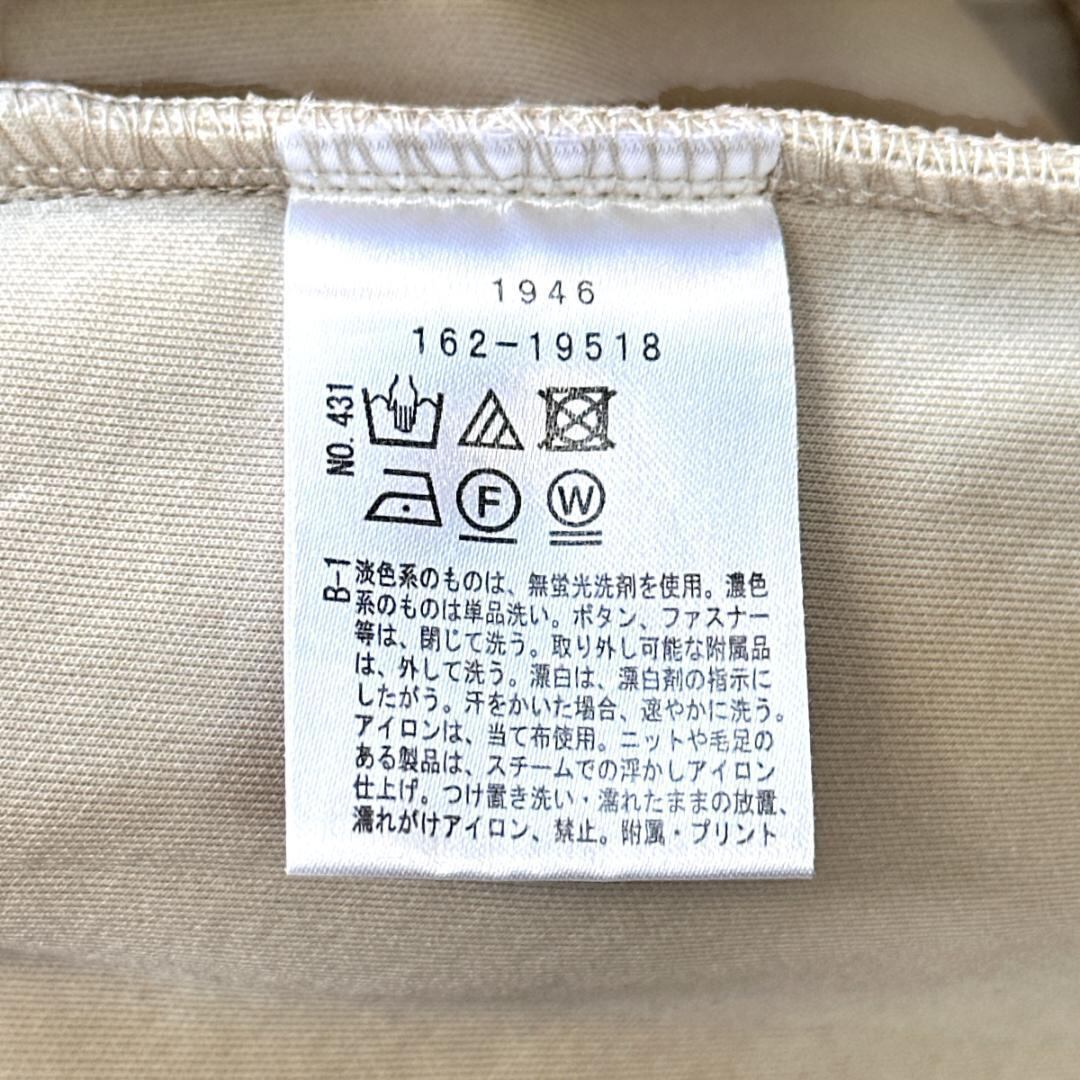 1946
162-19518
NO. 431
F
W
B-1
淡色系のものは、無蛍光洗剤を使用。濃色
系のものは単品洗い。ボタン、ファスナー
等は、閉じて洗う。取り外し可能な附属品
は、外して洗う。漂白は、漂白剤の指示に
したがう。汗をかいた場合、速やかに洗う。
アイロンは、当て布使用。ニットや毛足の
ある製品は、スチームでの浮かしアイロン
仕上げ。つけ置き洗い・濡れたままの放置、
濡れがけアイロン、禁止。附属・プリント